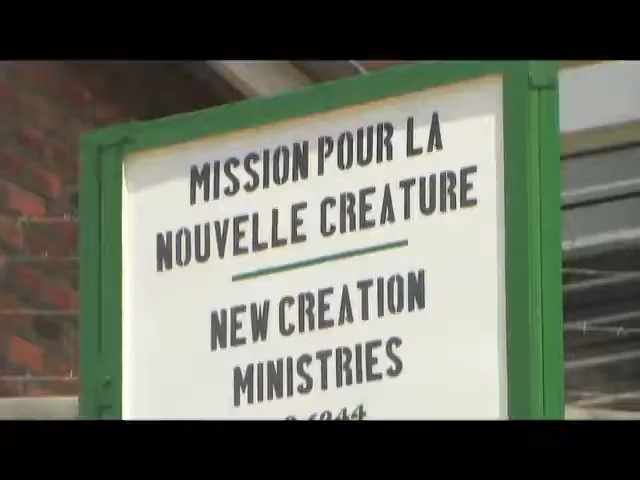 MISSION POUR LA
NOUVELLE CREATURE
NEW CREATION
MINISTRIES